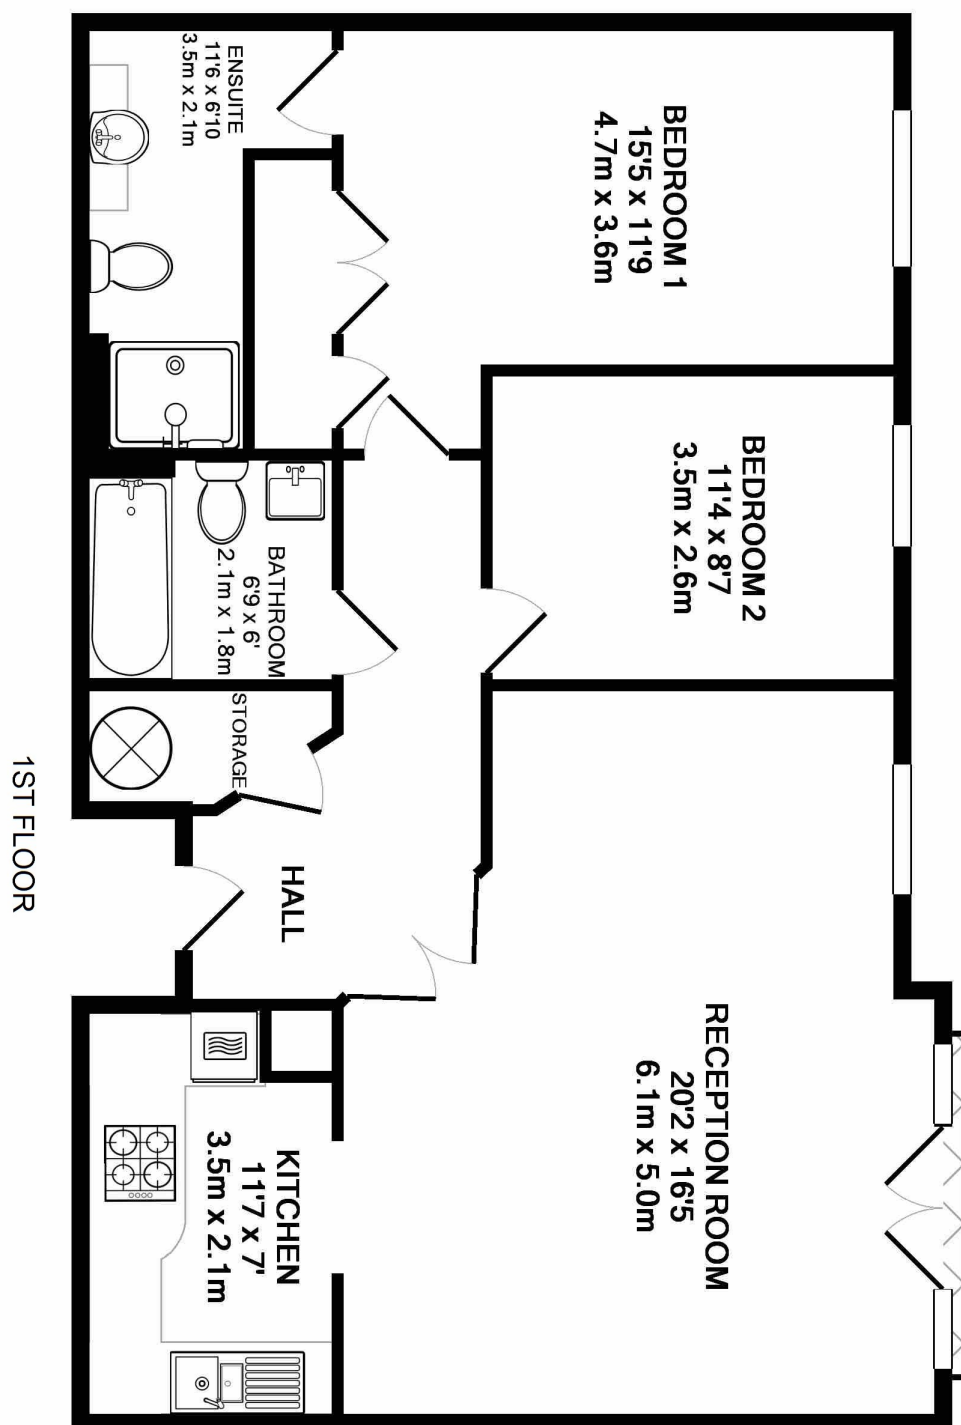 ENSUITE
11'6 x 6'10
3.5m x 2.1m
BEDROOM 1
15'5 x 11'9
4.7m x 3.6m
BEDROOM 2
11'4 x 8'7
3.5m x 2.6m
BATHROOM
6'9 x 6'
2.1m x 1.8m
STORAGE
HALL
RECEPTION ROOM
20'2 x 16'5
6.1m x 5.0m
KITCHEN
11'7 x 7'
3.5m x 2.1m
1ST FLOOR